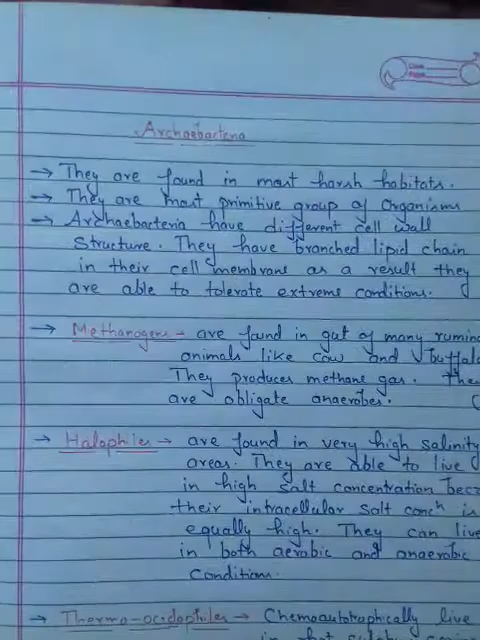 Archaebacteria
→ They are found in most harsh habitats.
→ They are most primitive group of Organisms
→ Archaebacteria have different cell wall
structure. They have branched lipid chain
in their cell membrane as a result they
are able to tolerate extreme conditions.
→ Methanogens - are found in gut of many rumin
animals like cow and buffalo
They produces methane gas. The
are obligate anaerobes.
→ Halophiles → are found in very high salinity
areas. They are able to live
in high salt concentration bec
their intracellular salt concn is
equally high. They can live
in both aerobic and anaerobic
conditions.
→ Thermo-acidophiles → Chemoautotrophically live
in hot